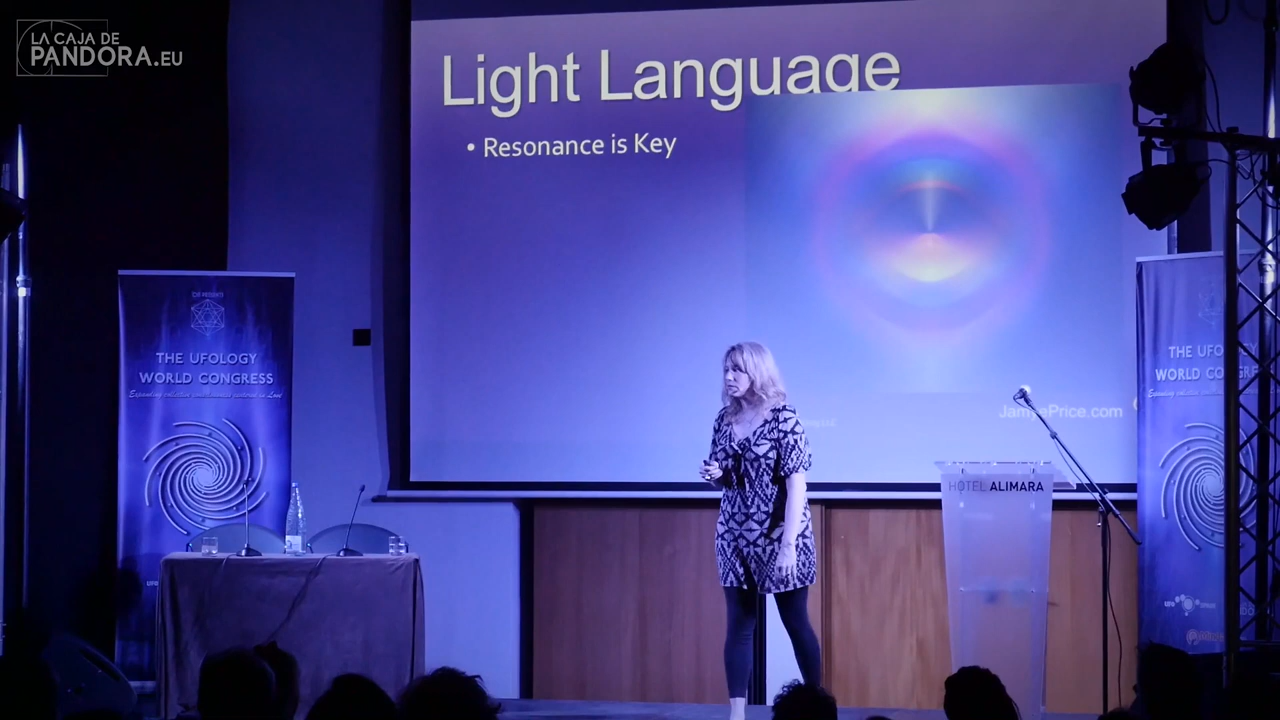 LA CAJA DE
PANDORA.EU
Light Language
• Resonance is Key
JamyePrice.com
THE UFOLOGY
WORLD CONGRESS
HOTEL ALIMARA
THE UFOLOGY
WORLD CONGRE